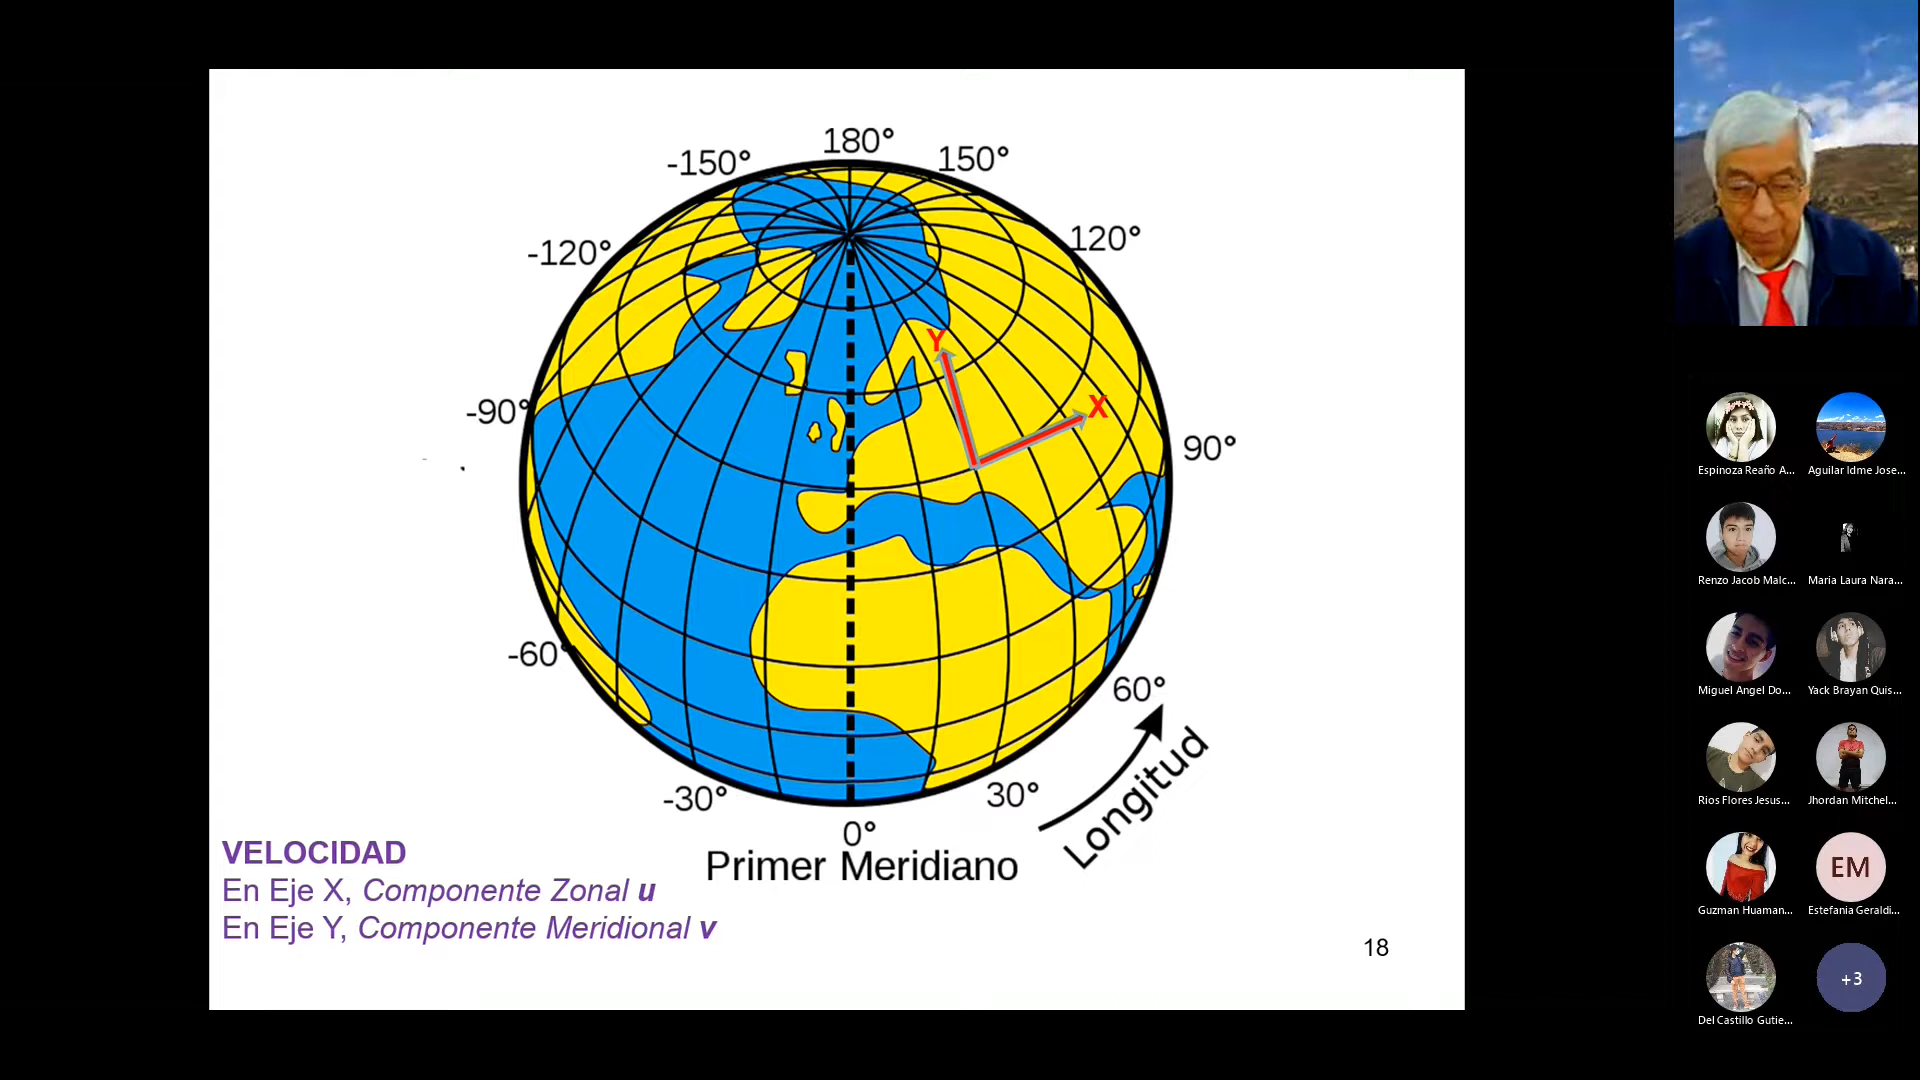 180°
-150°
150°
-120°
120°
Y
X
-90°
90°
-60°
60°
Longitud
-30°
30°
0°
Primer Meridiano
VELOCIDAD
En Eje X, Componente Zonal u
En Eje Y, Componente Meridional v
18
Espinoza Reaño A...
Aguilar Idme Jose...
Renzo Jacob Malc...
Maria Laura Nara...
Miguel Angel Do...
Yack Brayan Quis...
Rios Flores Jesus...
Jhordan Mitchel...
EM
Guzman Huaman...
Estefania Geraldi...
+3
Del Castillo Gutie...